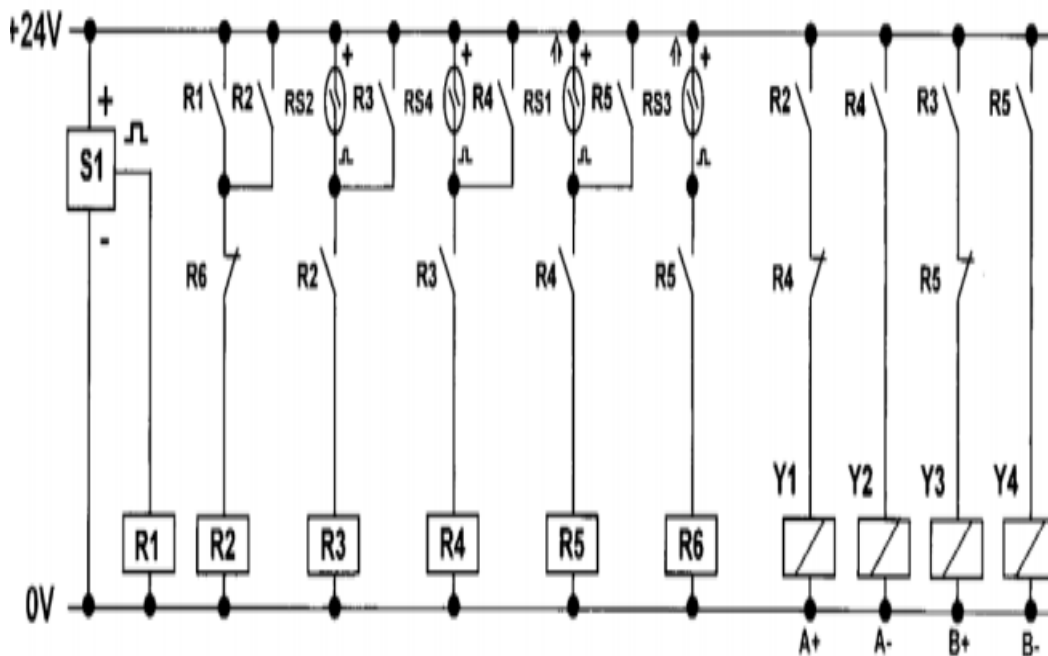 +24V
+ + + + +
R1 R2 RS2 R3 RS4 R4 RS1 R5 RS3 R2 R4 R3 R5
S1
-
R6 R2 R3 R4 R5 R4 R5
Y1 Y2 Y3 Y4
R1 R2 R3 R4 R5 R6
0V
A+ A- B+ B-